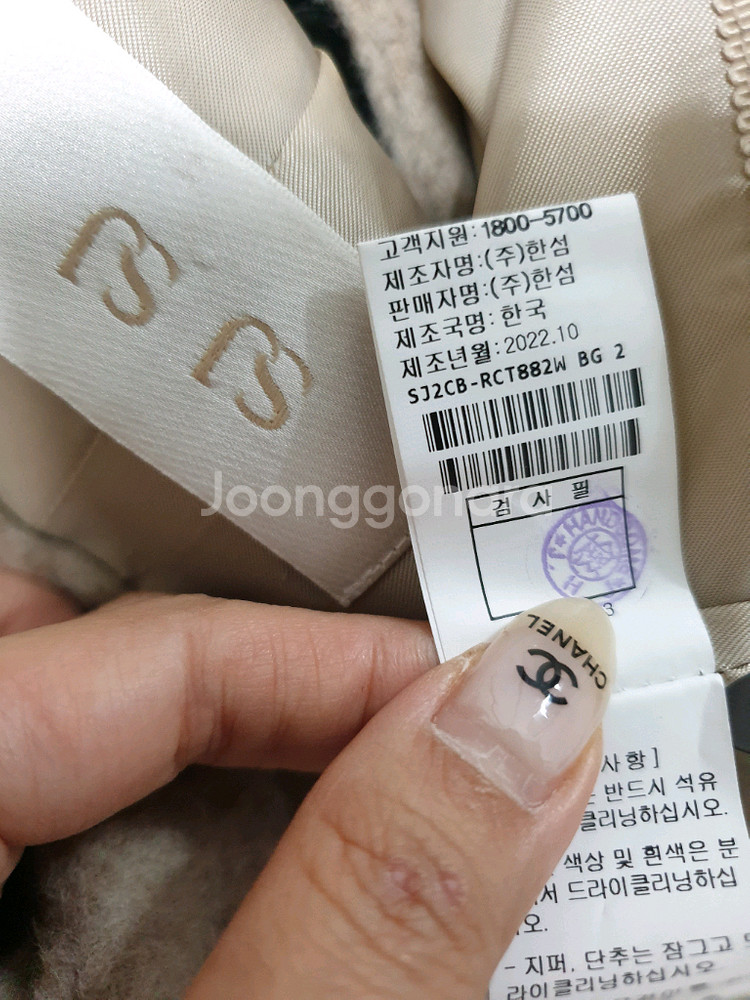 고객지원:1800-5700
제조자명:(주)한섬
판매자명:(주)한섬
제조국명: 한국
제조년월:2022.10
SJ2CB-RCT882W BG 2
검 사 필
HAND
3
CHANEL
Joonggonara
사항]
반드시 석유
클리닝하십시오.
색상 및 흰색은 분
서 드라이클리닝하십
오.
- 지퍼, 단추는 잠그고
라이클리닝하십시오